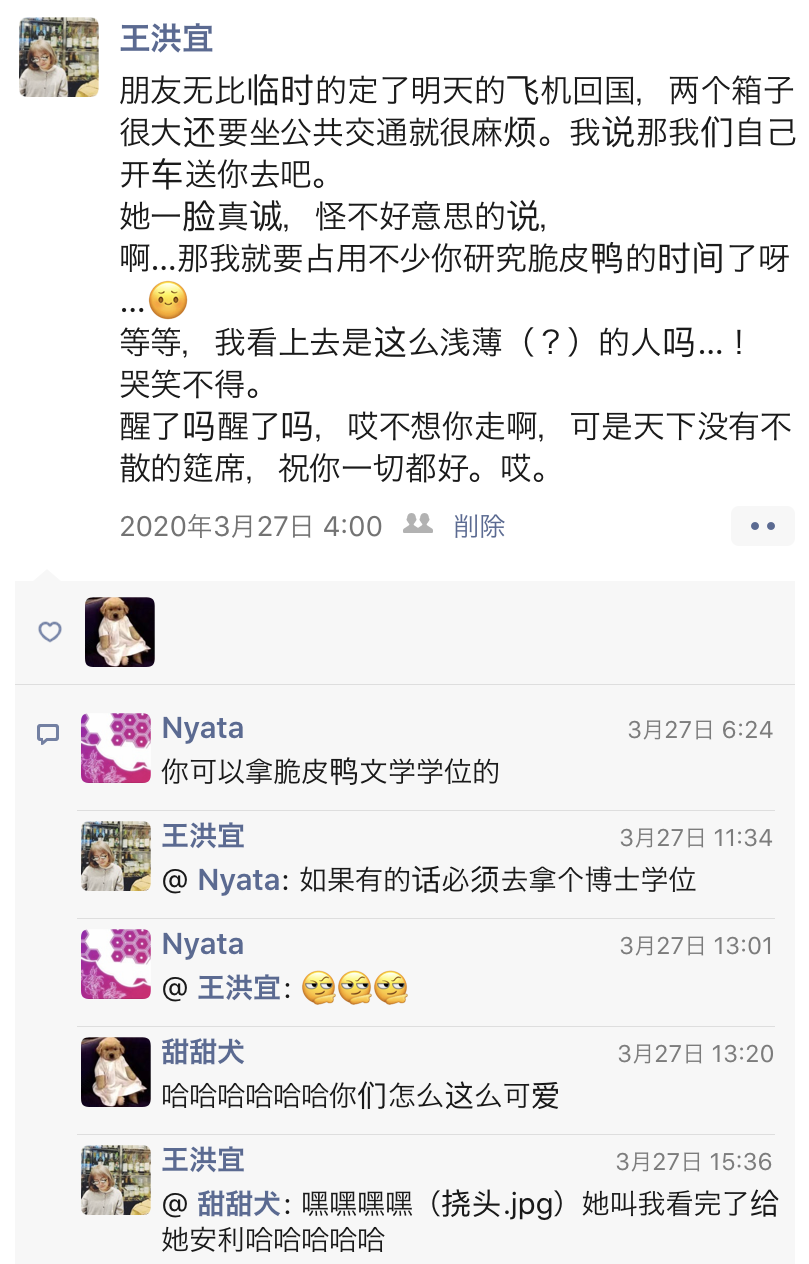 王洪宜
朋友无比临时的定了明天的飞机回国，两个箱子
很大还要坐公共交通就很麻烦。我说那我们自己
开车送你去吧。
她一脸真诚，怪不好意思的说，
啊...那我就要占用不少你研究脆皮鸭的时间了呀
...🥺
等等，我看上去是这么浅薄（？）的人吗...！
哭笑不得。
醒了吗醒了吗，哎不想你走啊，可是天下没有不
散的筵席，祝你一切都好。哎。
2020年3月27日 4:00 削除
Nyata 3月27日 6:24
你可以拿脆皮鸭文学学位的
王洪宜 3月27日 11:34
@ Nyata: 如果有的话必须去拿个博士学位
Nyata 3月27日 13:01
@ 王洪宜:
甜甜犬 3月27日 13:20
哈哈哈哈哈哈你们怎么这么可爱
王洪宜 3月27日 15:36
@ 甜甜犬: 嘿嘿嘿嘿（挠头.jpg）她叫我看完了给
她安利哈哈哈哈哈